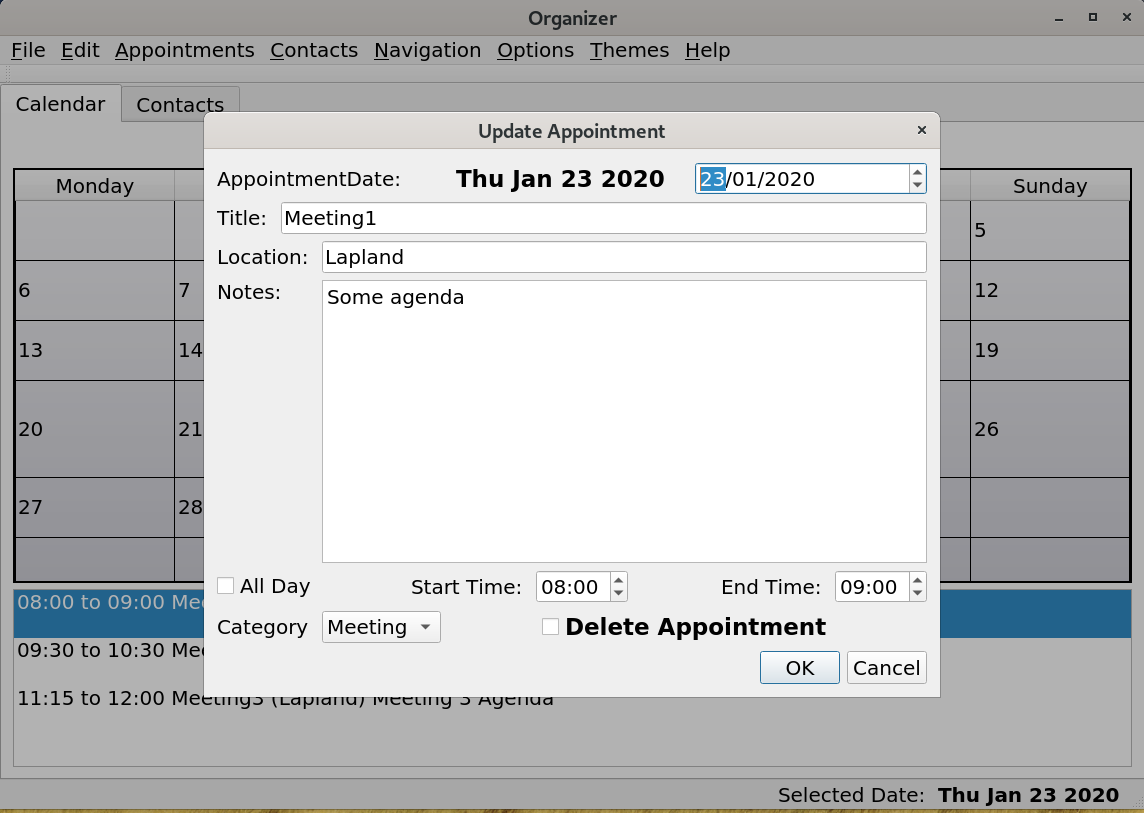 Organizer
File Edit Appointments Contacts Navigation Options Themes Help
Calendar Contacts
Update Appointment
Monday Sunday
AppointmentDate: Thu Jan 23 2020 23/01/2020
Title: Meeting1
5
Location: Lapland
Notes: Some agenda
6 7 12
13 14 19
20 21 26
27 28
All Day Start Time: 08:00 End Time: 09:00
08:00 to 09:00
Category Meeting Delete Appointment
09:30 to 10:30
OK Cancel
11:15 to 12:00 Meeting3 (Lapland) Meeting 3 Agenda
Selected Date: Thu Jan 23 2020